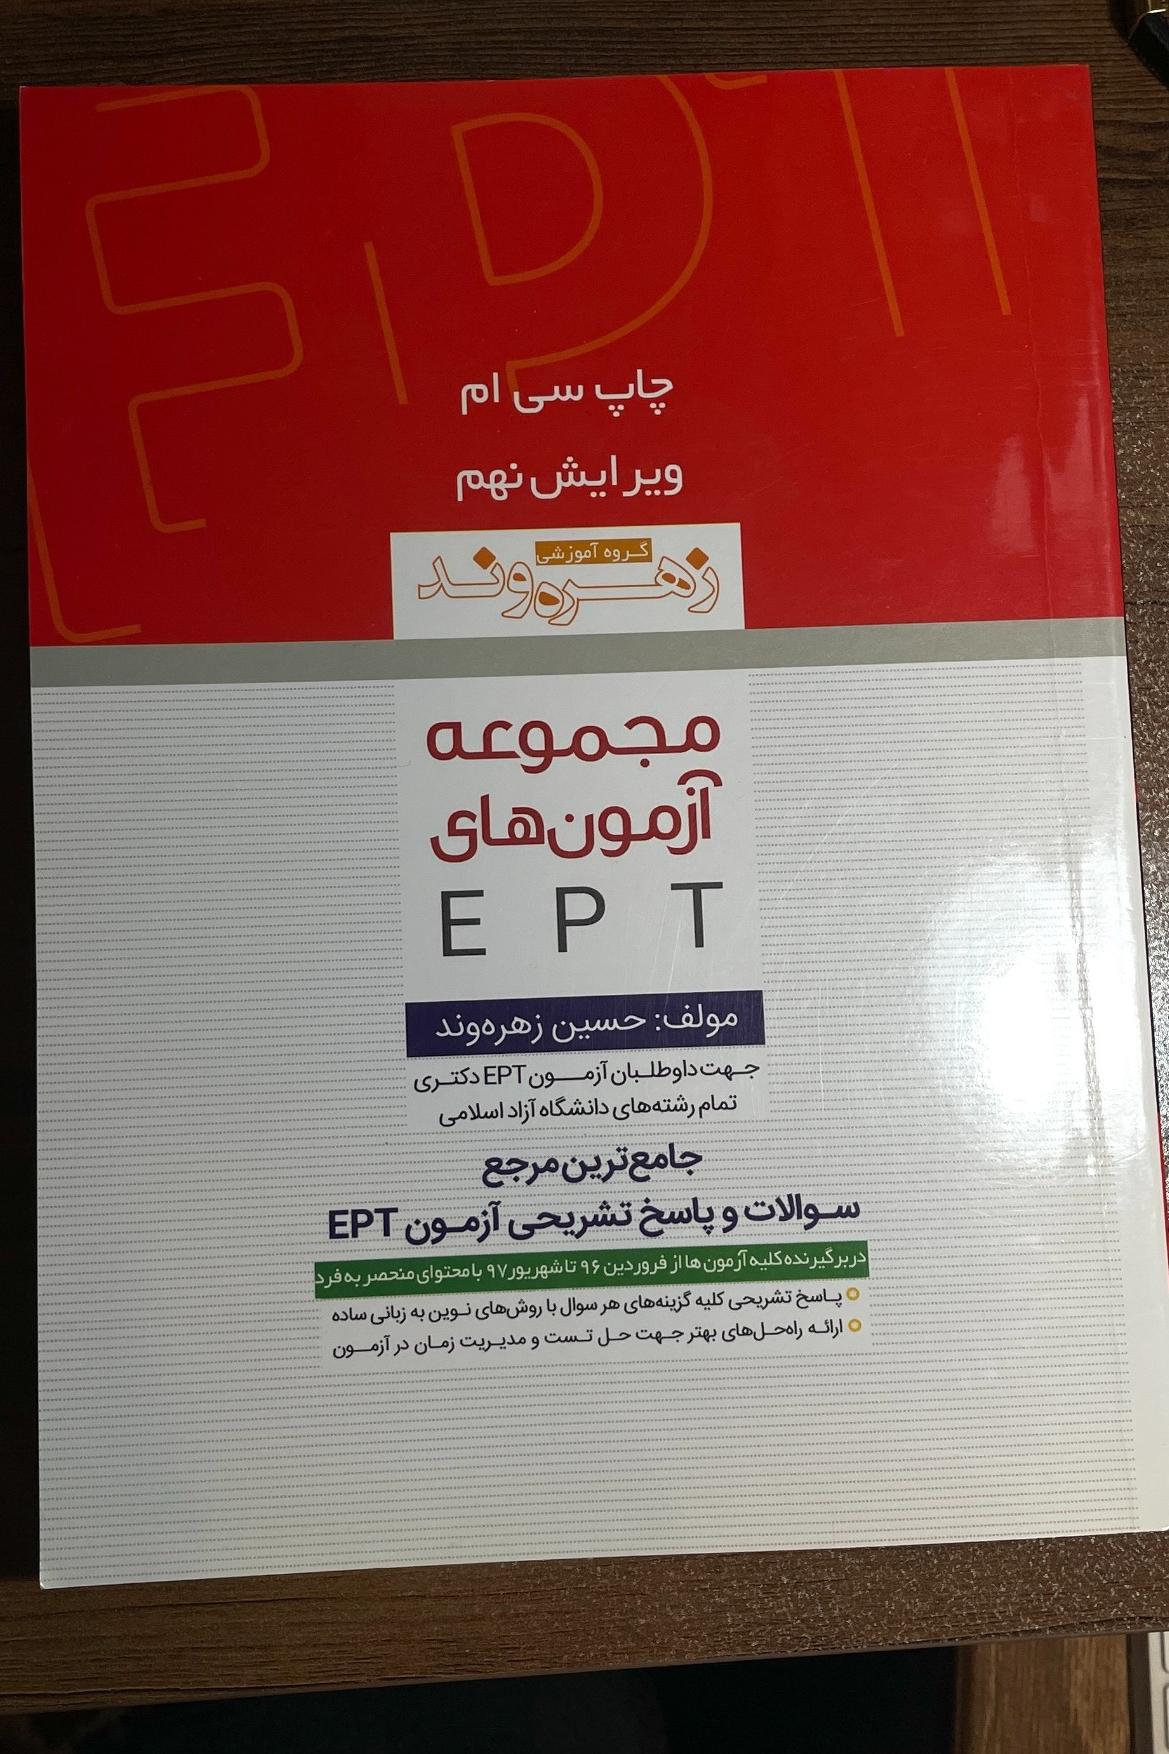 EPT
چاپ سی ام
ویرایش نهم
گروه آموزشی
زهره‌وند
مجموعه
آزمون‌های
E P T
مولف: حسین زهره‌وند
جهت داوطلبان آزمون EPT دکتری
تمام رشته‌های دانشگاه آزاد اسلامی
جامع‌ترین مرجع
سوالات و پاسخ تشریحی آزمون EPT
دربرگیرنده کلیه آزمون ها از فروردین ۹۶ تا شهریور ۹۷ با محتوای منحصر به فرد
پاسخ تشریحی کلیه گزینه‌های هر سوال با روش‌های نوین به زبانی ساده
ارائه راه‌حل‌های بهتر جهت حل تست و مدیریت زمان در آزمون